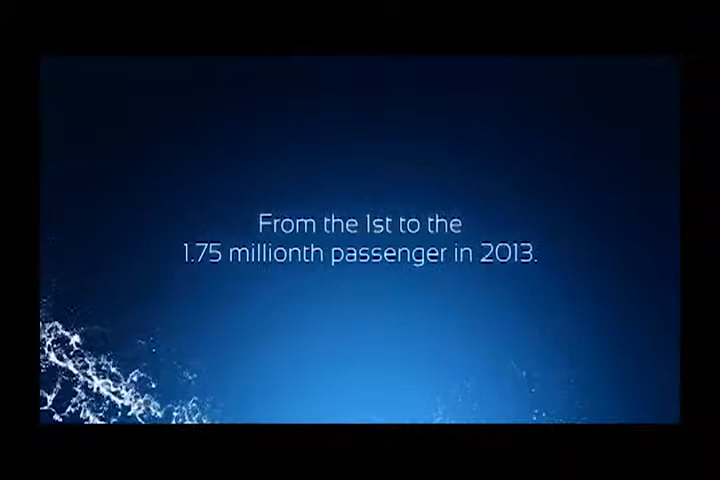 From the 1st to the
1.75 millionth passenger in 2013.